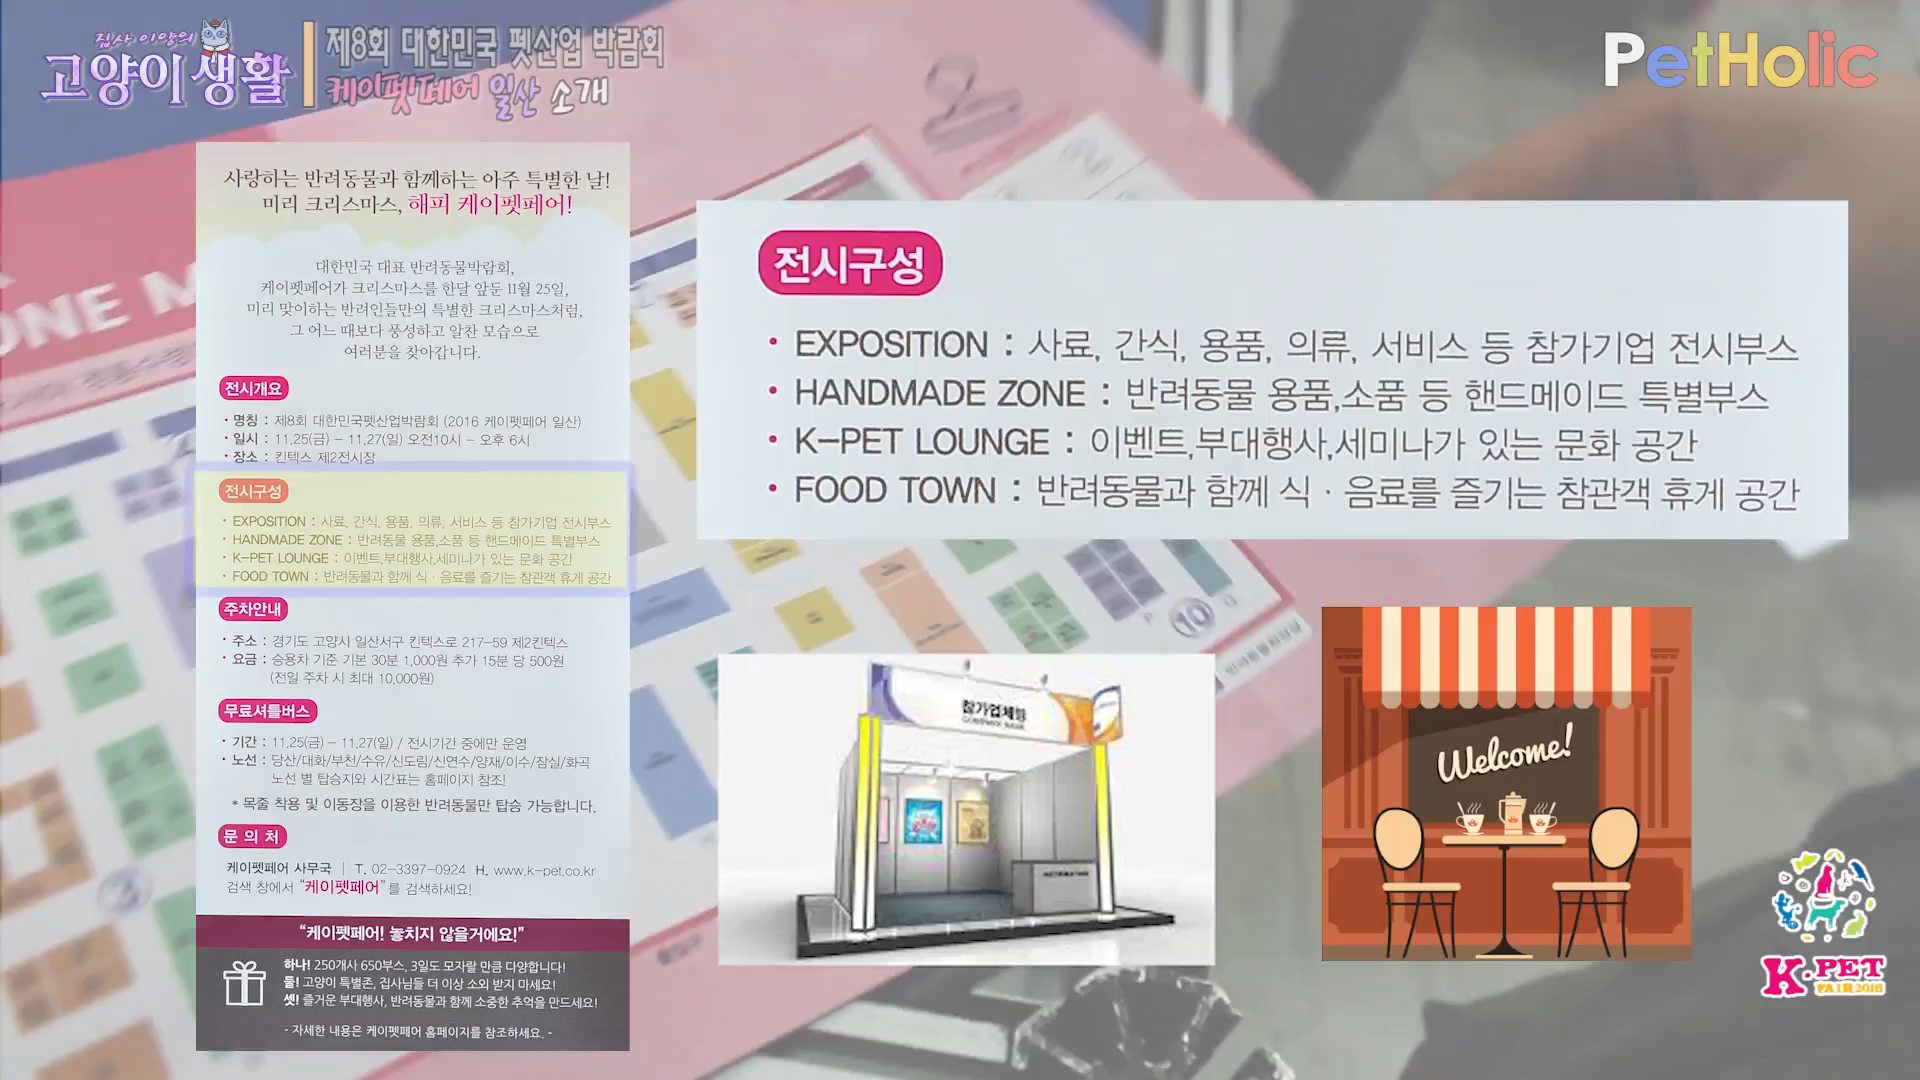 집사 이양의
고양이 생활
제8회 대한민국 펫산업 박람회
케이펫페어 일산 소개
PetHolic
사랑하는 반려동물과 함께하는 아주 특별한 날!
미리 크리스마스, 해피 케이펫페어!
대한민국 대표 반려동물박람회,
케이펫페어가 크리스마스를 한달 앞둔 11월 25일,
미리 맞이하는 반려인들만의 특별한 크리스마스처럼,
그 어느 때보다 풍성하고 알찬 모습으로
여러분을 찾아갑니다.
전시개요
• 명칭 : 제8회 대한민국펫산업박람회 (2016 케이펫페어 일산)
• 일시 : 11.25(금) – 11.27(일) 오전10시 – 오후 6시
• 장소 : 킨텍스 제2전시장
전시구성
• EXPOSITION : 사료, 간식, 용품, 의류, 서비스 등 참가기업 전시부스
• HANDMADE ZONE : 반려동물 용품,소품 등 핸드메이드 특별부스
• K-PET LOUNGE : 이벤트,부대행사,세미나가 있는 문화 공간
• FOOD TOWN : 반려동물과 함께 식 · 음료를 즐기는 참관객 휴게 공간
주차안내
• 주소 : 경기도 고양시 일산서구 킨텍스로 217-59 제2킨텍스
• 요금 : 승용차 기준 기본 30분 1,000원 추가 15분 당 500원
(전일 주차 시 최대 10,000원)
무료셔틀버스
• 기간 : 11.25(금) – 11.27(일) / 전시기간 중에만 운영
• 노선 : 당산/대화/부천/수유/신도림/신연수/양재/이수/잠실/화곡
노선 별 탑승지와 시간표는 홈페이지 참조!
* 목줄 착용 및 이동장을 이용한 반려동물만 탑승 가능합니다.
문 의 처
케이펫페어 사무국 | T. 02-3397-0924 H. www.k-pet.co.kr
검색 창에서 "케이펫페어"를 검색하세요!
"케이펫페어! 놓치지 않을거에요!"
하나! 250개사 650부스, 3일도 모자랄 만큼 다양합니다!
둘! 고양이 특별존, 집사님들 더 이상 소외 받지 마세요!
셋! 즐거운 부대행사, 반려동물과 함께 소중한 추억을 만드세요!
- 자세한 내용은 케이펫페어 홈페이지를 참조하세요. -
전시구성
• EXPOSITION : 사료, 간식, 용품, 의류, 서비스 등 참가기업 전시부스
• HANDMADE ZONE : 반려동물 용품,소품 등 핸드메이드 특별부스
• K-PET LOUNGE : 이벤트,부대행사,세미나가 있는 문화 공간
• FOOD TOWN : 반려동물과 함께 식 · 음료를 즐기는 참관객 휴게 공간
참가업체명
COMPANY NAME
INFORMATION
Welcome!
K-PET
FAIR 2016
ONE M
10
3